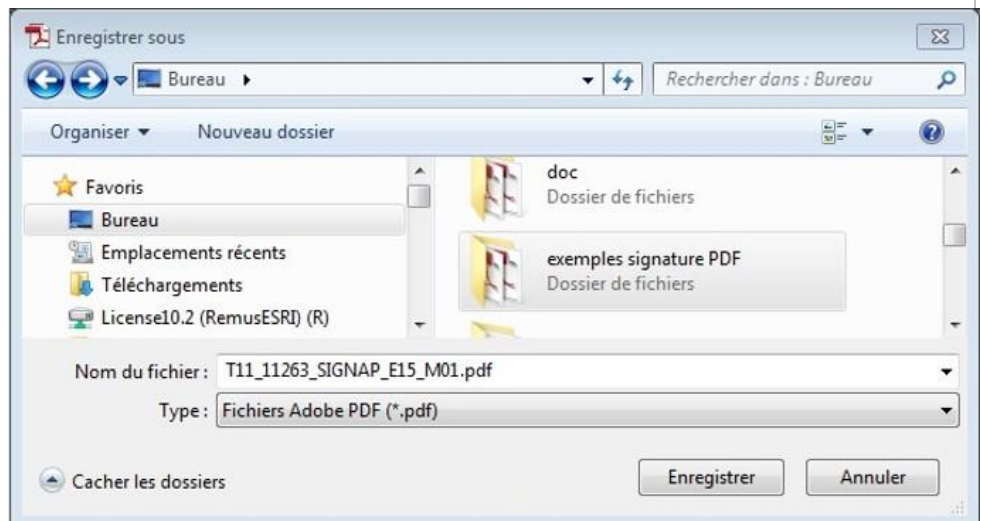 Enregistrer sous
Bureau
Rechercher dans : Bureau
Organiser Nouveau dossier
Favoris
Bureau
Emplacements récents
Téléchargements
License10.2 (RemusESRI) (R)
doc
Dossier de fichiers
exemples signature PDF
Dossier de fichiers
Nom du fichier : T11_11263_SIGNAP_E15_M01.pdf
Type : Fichiers Adobe PDF (*.pdf)
Cacher les dossiers Enregistrer Annuler